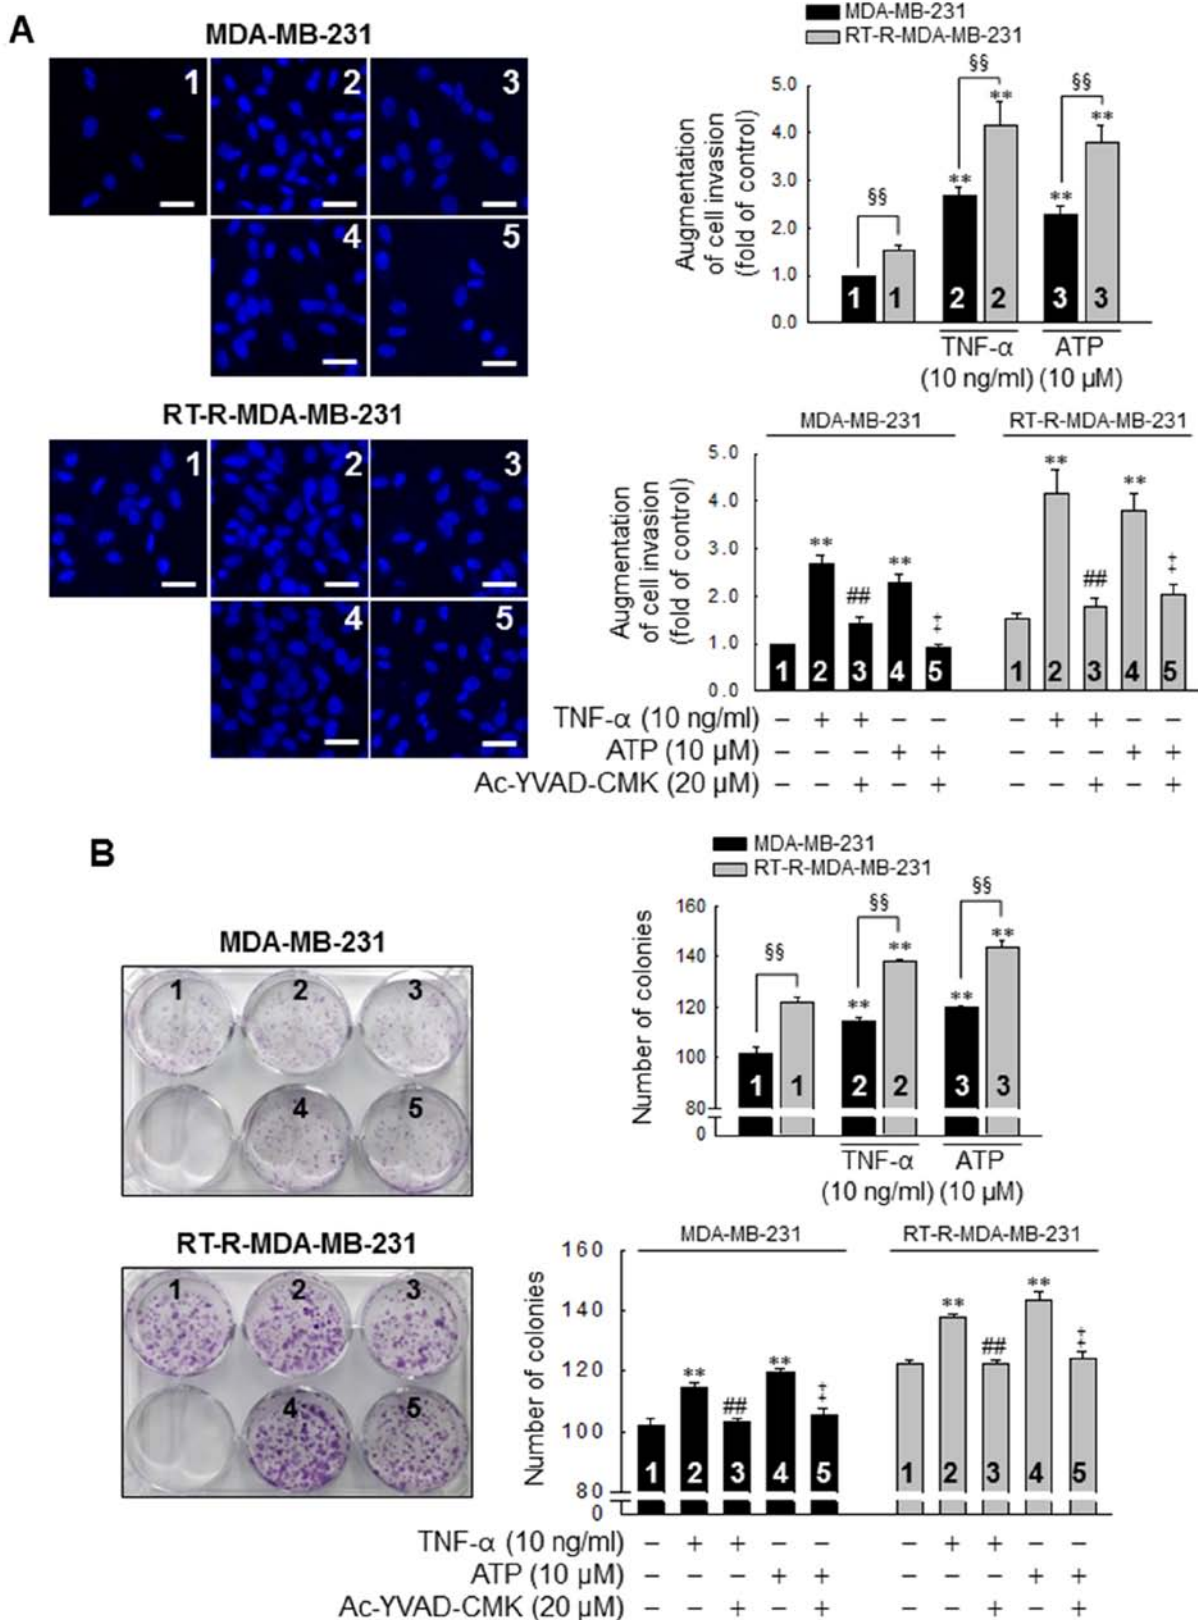 A
MDA-MB-231
1 2 3
4 5
RT-R-MDA-MB-231
1 2 3
4 5
MDA-MB-231
RT-R-MDA-MB-231
Augmentation
of cell invasion
(fold of control)
5.0
4.0
3.0
2.0
1.0
0.0
§§ §§ §§
** ** ** **
1 1 2 2 3 3
TNF-α ATP
(10 ng/ml) (10 µM)
MDA-MB-231 RT-R-MDA-MB-231
Augmentation
of cell invasion
(fold of control)
5.0
4.0
3.0
2.0
1.0
0.0
** ## ** ‡ ** ## ** ‡
1 2 3 4 5 1 2 3 4 5
TNF-α (10 ng/ml) − + + − − − + + − −
ATP (10 µM) − − − + + − − − + +
Ac-YVAD-CMK (20 µM) − − + − + − − + − +
B
MDA-MB-231
1 2 3
4 5
RT-R-MDA-MB-231
1 2 3
4 5
MDA-MB-231
RT-R-MDA-MB-231
Number of colonies
160
140
120
100
80
0
§§ §§ §§
** ** ** **
1 1 2 2 3 3
TNF-α ATP
(10 ng/ml) (10 µM)
MDA-MB-231 RT-R-MDA-MB-231
Number of colonies
160
140
120
100
80
0
** ## ** ‡ ** ## ** ‡
1 2 3 4 5 1 2 3 4 5
TNF-α (10 ng/ml) − + + − − − + + − −
ATP (10 µM) − − − + + − − − + +
Ac-YVAD-CMK (20 µM) − − + − + − − + − +